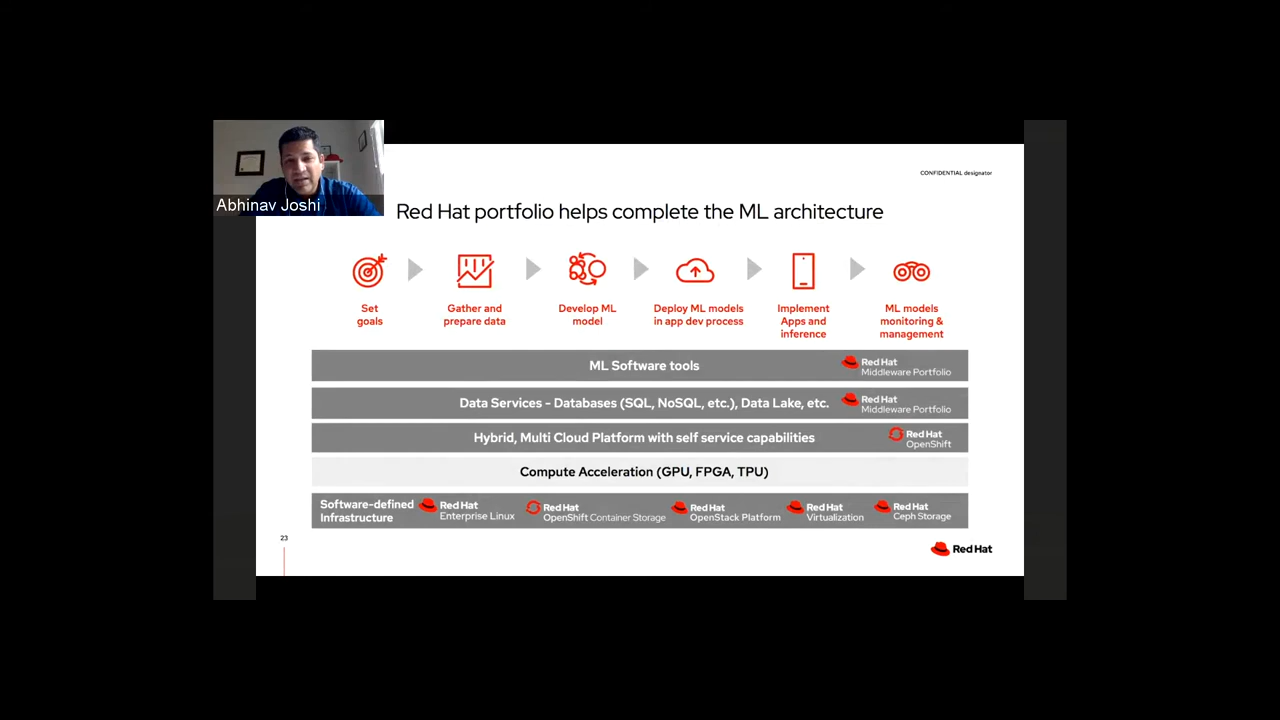 CONFIDENTIAL designator
Abhinav Joshi
Red Hat portfolio helps complete the ML architecture
Set
goals
Gather and
prepare data
Develop ML
model
Deploy ML models
in app dev process
Implement
Apps and
inference
ML models
monitoring &
management
ML Software tools
Red Hat
Middleware Portfolio
Data Services - Databases (SQL, NoSQL, etc.), Data Lake, etc.
Red Hat
Middleware Portfolio
Hybrid, Multi Cloud Platform with self service capabilities
Red Hat
OpenShift
Compute Acceleration (GPU, FPGA, TPU)
Software-defined
Infrastructure
Red Hat
Enterprise Linux
Red Hat
OpenShift Container Storage
Red Hat
OpenStack Platform
Red Hat
Virtualization
Red Hat
Ceph Storage
23
Red Hat